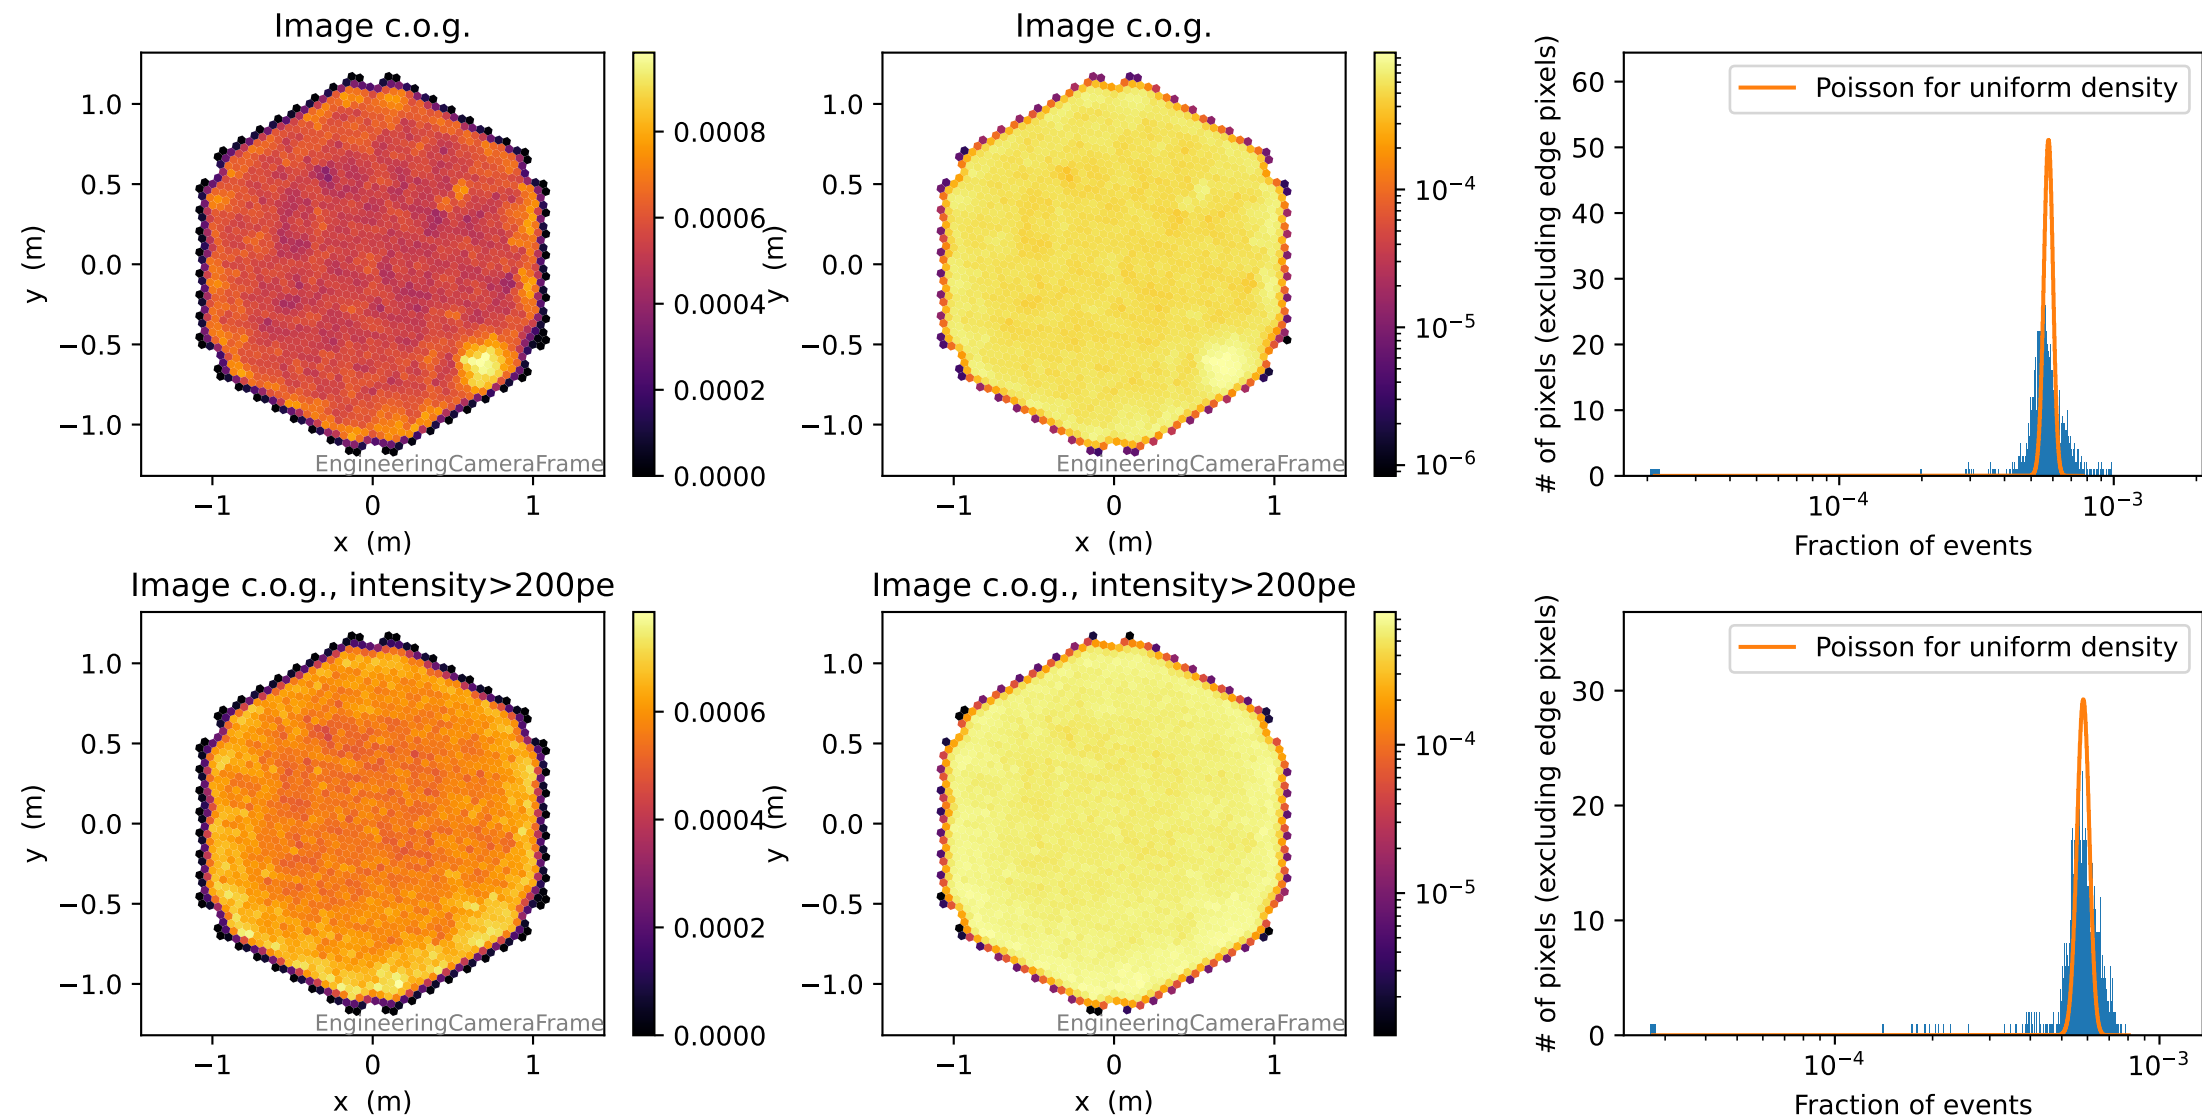 Image c.o.g.
1.0
0.5
0.0
−0.5
−1.0
y (m)
−1
0
1
x (m)
EngineeringCameraFrame
0.0008
0.0006
0.0004
0.0002
0.0000
Image c.o.g.
1.0
0.5
0.0
−0.5
−1.0
y (m)
−1
0
1
x (m)
EngineeringCameraFrame
10⁻⁴
10⁻⁵
10⁻⁶
# of pixels (excluding edge pixels)
60
50
40
30
20
10
0
Poisson for uniform density
10⁻⁴
10⁻³
Fraction of events
Image c.o.g., intensity>200pe
1.0
0.5
0.0
−0.5
−1.0
y (m)
−1
0
1
x (m)
EngineeringCameraFrame
0.0006
0.0004
0.0002
0.0000
Image c.o.g., intensity>200pe
1.0
0.5
0.0
−0.5
−1.0
y (m)
−1
0
1
x (m)
EngineeringCameraFrame
10⁻⁴
10⁻⁵
# of pixels (excluding edge pixels)
30
20
10
0
Poisson for uniform density
10⁻⁴
10⁻³
Fraction of events